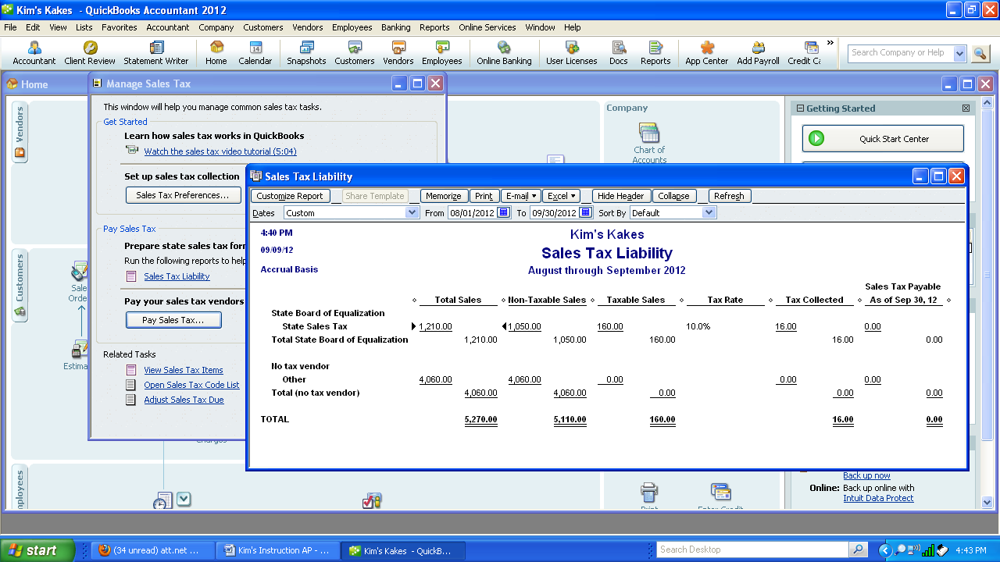 Kim's Kakes - QuickBooks Accountant 2012
File Edit View Lists Favorites Accountant Company Customers Vendors Employees Banking Reports Online Services Window Help
Accountant Client Review Statement Writer Home Calendar Snapshots Customers Vendors Employees Online Banking User Licenses Docs Reports App Center Add Payroll Credit Ca
Search Company or Help
Home
Manage Sales Tax
This window will help you manage common sales tax tasks.
Get Started
Learn how sales tax works in QuickBooks
Watch the sales tax video tutorial (5:04)
Set up sales tax collection
Sales Tax Preferences...
Pay Sales Tax
Prepare state sales tax for
Run the following reports to help
Sales Tax Liability
Pay your sales tax vendors
Pay Sales Tax...
Related Tasks
View Sales Tax Items
Open Sales Tax Code List
Adjust Sales Tax Due
Vendors
Customers
Sales
Orde
Estima
Charges
Company
Chart of
Accounts
Getting Started
Quick Start Center
Sales Tax Liability
Customize Report Share Template Memorize Print E-mail Excel Hide Header Collapse Refresh
Dates Custom From 08/01/2012 To 09/30/2012 Sort By Default
4:40 PM
09/09/12
Accrual Basis
Kim's Kakes
Sales Tax Liability
August through September 2012
Sales Tax Payable
Total Sales Non-Taxable Sales Taxable Sales Tax Rate Tax Collected As of Sep 30, 12
State Board of Equalization
State Sales Tax 1,210.00 1,050.00 160.00 10.0% 16.00 0.00
Total State Board of Equalization 1,210.00 1,050.00 160.00 16.00 0.00
No tax vendor
Other 4,060.00 4,060.00 0.00 0.00 0.00
Total (no tax vendor) 4,060.00 4,060.00 0.00 0.00 0.00
TOTAL 5,270.00 5,110.00 160.00 16.00 0.00
Back up now
Online: Back up online with
Intuit Data Protect
ployees
Print
Enter Credit
start
(34 unread) att.net ...
Kim's Instruction AP - ...
Kim's Kakes - QuickB...
Search Desktop
4:43 PM